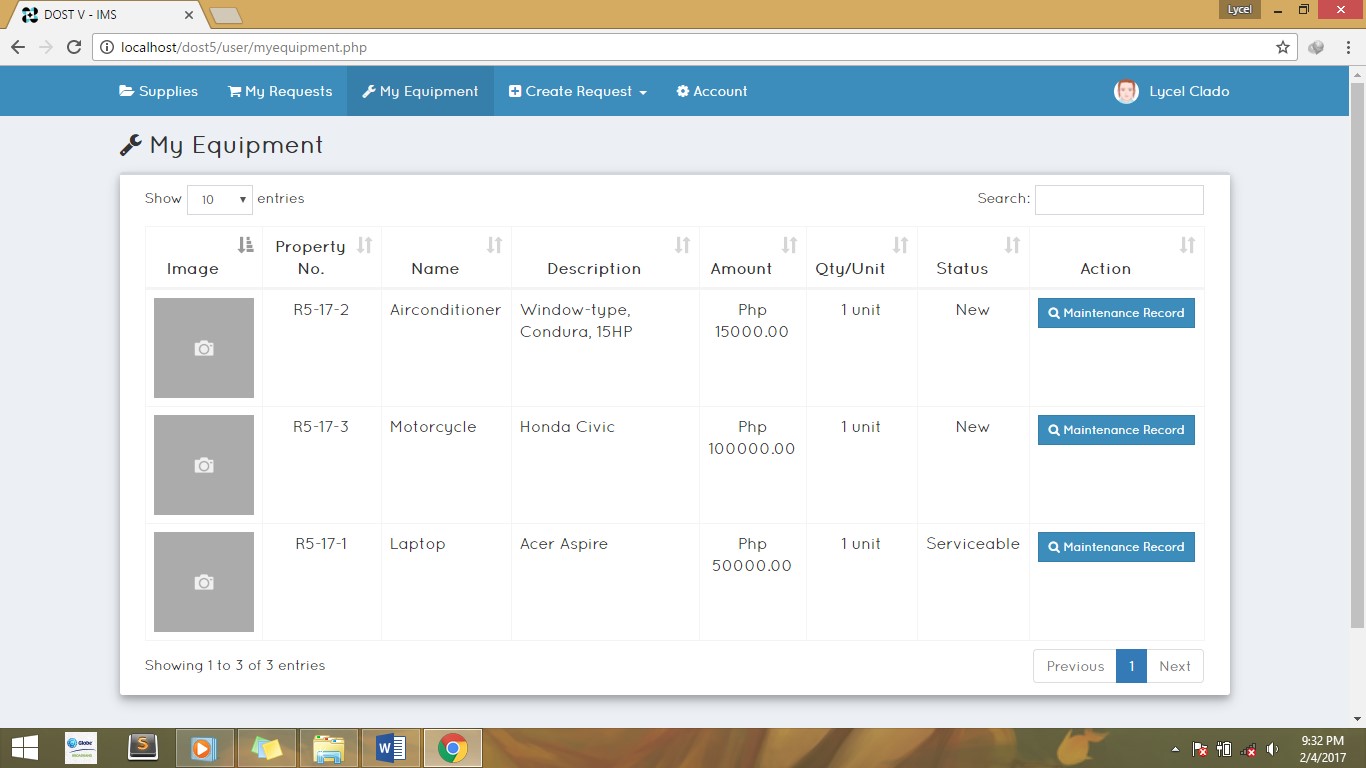 DOST V - IMS
Lycel
localhost/dost5/user/myequipment.php
Supplies My Requests My Equipment Create Request Account Lycel Clado
My Equipment
Show 10 entries Search:
Image Property No. Name Description Amount Qty/Unit Status Action
R5-17-2 Airconditioner Window-type, Condura, 15HP Php 15000.00 1 unit New Maintenance Record
R5-17-3 Motorcycle Honda Civic Php 100000.00 1 unit New Maintenance Record
R5-17-1 Laptop Acer Aspire Php 50000.00 1 unit Serviceable Maintenance Record
Showing 1 to 3 of 3 entries Previous 1 Next
Globe
9:32 PM
2/4/2017